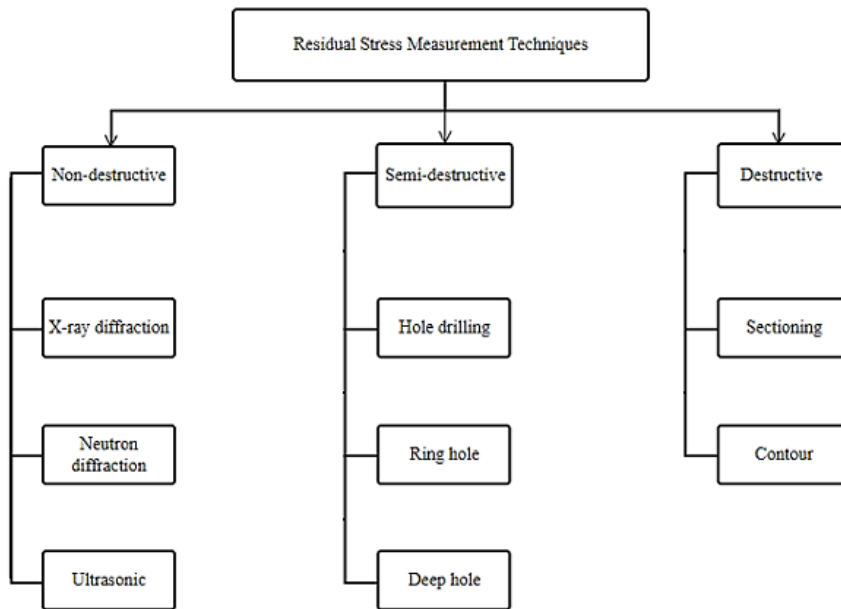 Residual Stress Measurement Techniques
Non-destructive
Semi-destructive
Destructive
X-ray diffraction
Hole drilling
Sectioning
Neutron
diffraction
Ring hole
Contour
Ultrasonic
Deep hole